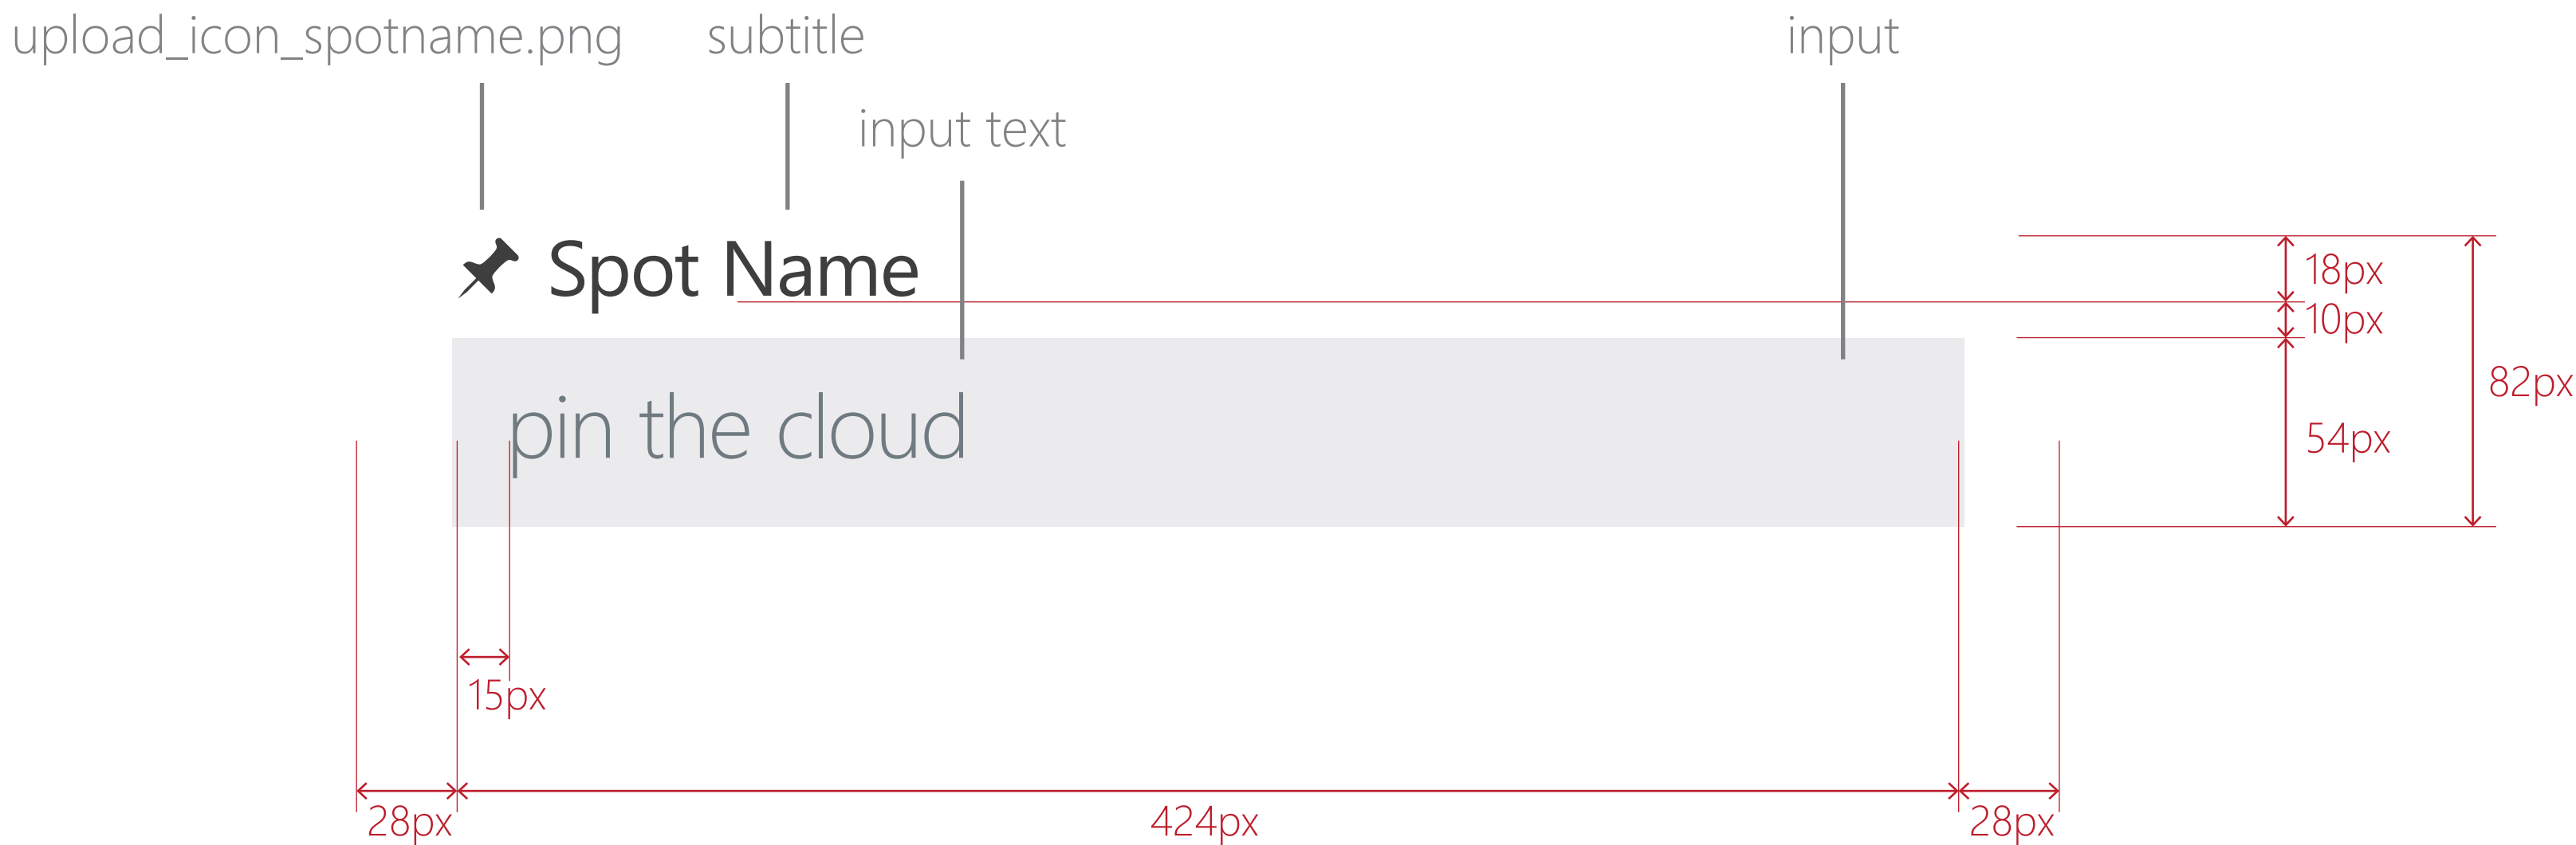 upload_icon_spotname.png
subtitle
input
input text
Spot Name
18px
10px
82px
pin the cloud
54px
15px
28px
424px
28px